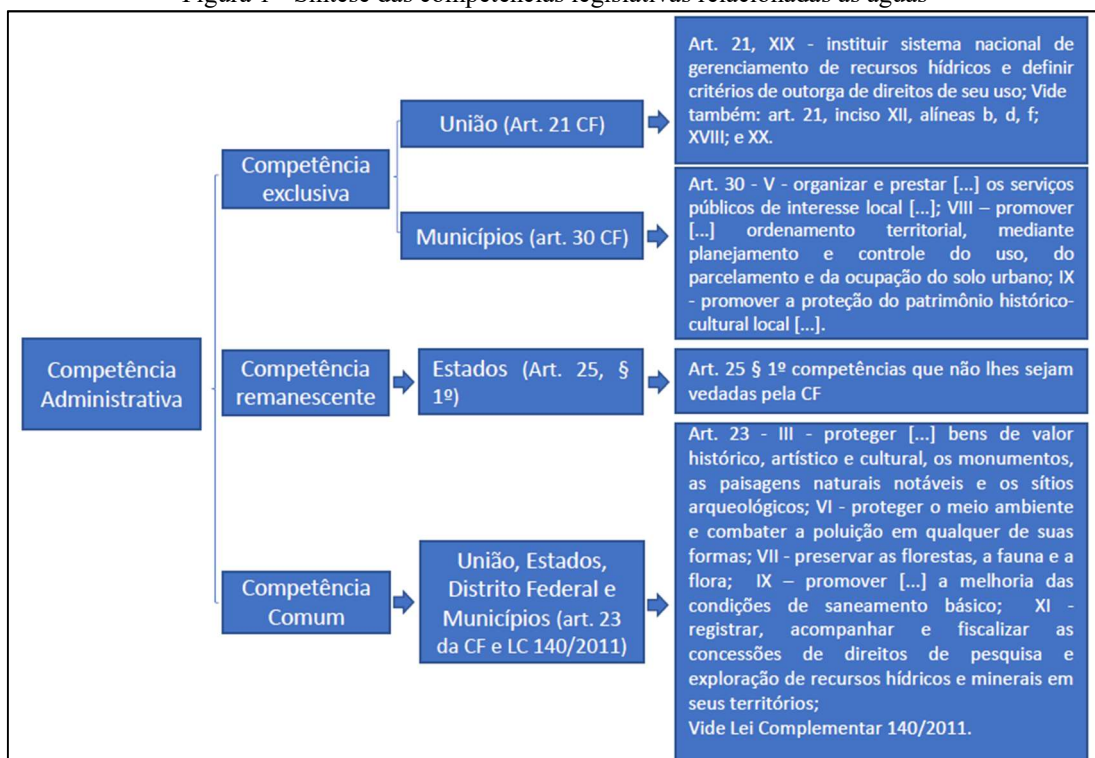 Figura 1 - Síntese das competências legislativas relacionadas às águas
Competência
Administrativa
Competência
exclusiva
União (Art. 21 CF)
Art. 21, XIX - instituir sistema nacional de
gerenciamento de recursos hídricos e definir
critérios de outorga de direitos de seu uso; Vide
também: art. 21, inciso XII, alíneas b, d, f;
XVIII; e XX.
Municípios (art. 30 CF)
Art. 30 - V - organizar e prestar [...] os serviços
públicos de interesse local [...]; VIII – promover
[...] ordenamento territorial, mediante
planejamento e controle do uso, do
parcelamento e da ocupação do solo urbano; IX
- promover a proteção do patrimônio histórico-
cultural local [...].
Competência
remanescente
Estados (Art. 25, §
1º)
Art. 25 § 1º competências que não lhes sejam
vedadas pela CF
Competência
Comum
União, Estados,
Distrito Federal e
Municípios (art. 23
da CF e LC 140/2011)
Art. 23 - III - proteger [...] bens de valor
histórico, artístico e cultural, os monumentos,
as paisagens naturais notáveis e os sítios
arqueológicos; VI - proteger o meio ambiente
e combater a poluição em qualquer de suas
formas; VII - preservar as florestas, a fauna e a
flora; IX – promover [...] a melhoria das
condições de saneamento básico; XI -
registrar, acompanhar e fiscalizar as
concessões de direitos de pesquisa e
exploração de recursos hídricos e minerais em
seus territórios;
Vide Lei Complementar 140/2011.